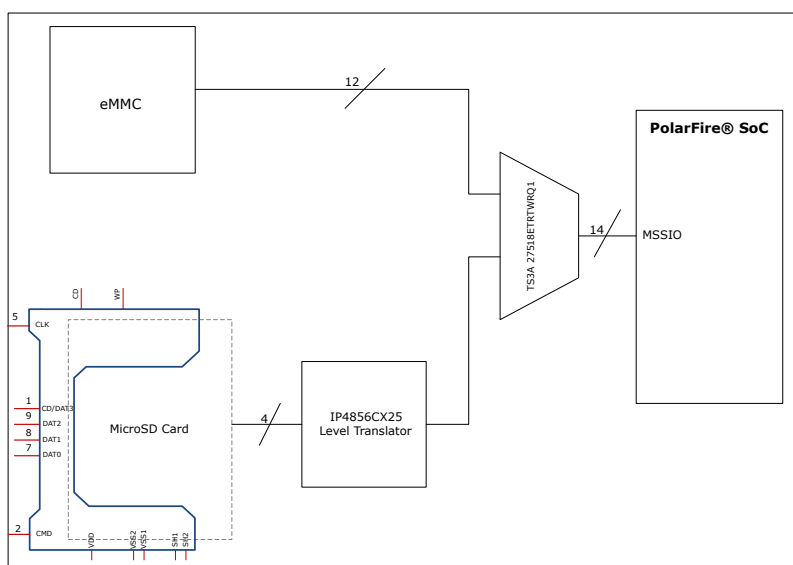 eMMC
12
PolarFire® SoC
TS3A 27518ETRTWRQ1
14
MSSIO
CD
WP
5
CLK
1
CD/DAT3
9
DAT2
8
DAT1
7
DAT0
MicroSD Card
4
IP4856CX25
Level Translator
2
CMD
VDD
VSS2
VSS1
SH1
SH2